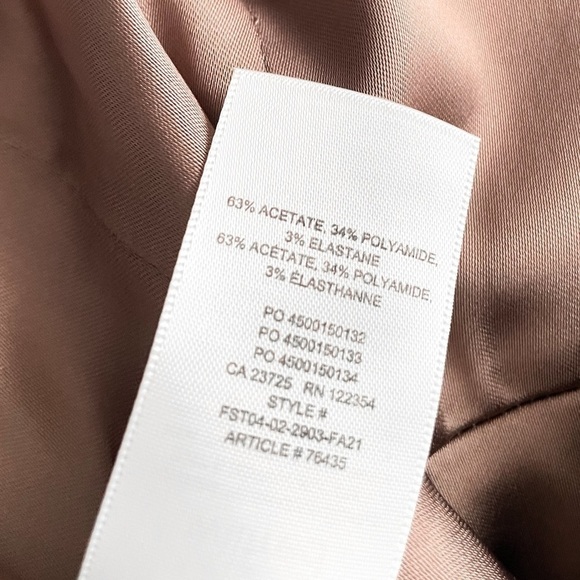 63% ACETATE, 34% POLYAMIDE,
3% ELASTANE
63% ACÉTATE, 34% POLYAMIDE,
3% ÉLASTHANNE
PO 4500150132
PO 4500150133
PO 4500150134
CA 23725 RN 122354
STYLE #
FST04-02-2903-FA21
ARTICLE # 76435